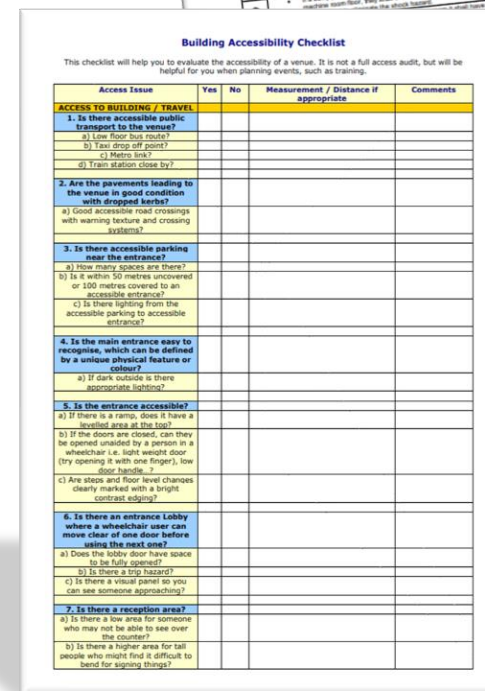 machine room floor, they
the shock hazard.
shall have
Building Accessibility Checklist
This checklist will help you to evaluate the accessibility of a venue. It is not a full access audit, but will be
helpful for you when planning events, such as training.
Access Issue Yes No Measurement / Distance if Comments
appropriate
ACCESS TO BUILDING / TRAVEL
1. Is there accessible public
transport to the venue?
a) Low floor bus route?
b) Taxi drop off point?
c) Metro link?
d) Train station close by?
2. Are the pavements leading to
the venue in good condition
with dropped kerbs?
a) Good accessible road crossings
with warning texture and crossing
systems?
3. Is there accessible parking
near the entrance?
a) How many spaces are there?
b) Is it within 50 metres uncovered
or 100 metres covered to an
accessible entrance?
c) Is there lighting from the
accessible parking to accessible
entrance?
4. Is the main entrance easy to
recognise, which can be defined
by a unique physical feature or
colour?
a) If dark outside is there
appropriate lighting?
5. Is the entrance accessible?
a) If there is a ramp, does it have a
levelled area at the top?
b) If the doors are closed, can they
be opened unaided by a person in a
wheelchair i.e. light weight door
(try opening it with one finger), low
door handle..?
c) Are steps and floor level changes
clearly marked with a bright
contrast edging?
6. Is there an entrance Lobby
where a wheelchair user can
move clear of one door before
using the next one?
a) Does the lobby door have space
to be fully opened?
b) Is there a trip hazard?
c) Is there a visual panel so you
can see someone approaching?
7. Is there a reception area?
a) Is there a low area for someone
who may not be able to see over
the counter?
b) Is there a higher area for tall
people who might find it difficult to
bend for signing things?